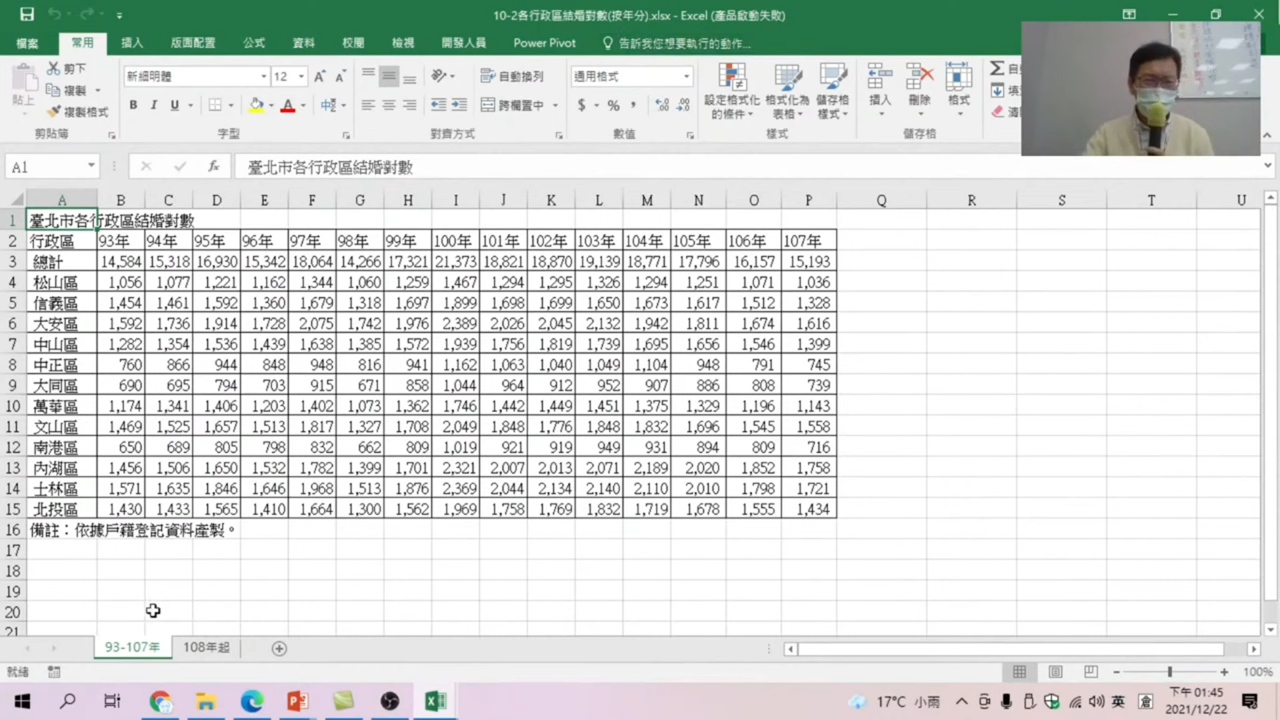 10-2各行政區結婚對數(按年分).xlsx - Excel (產品啟動失敗)
檔案 常用 插入 版面配置 公式 資料 校閱 檢視 開發人員 Power Pivot 告訴我您想要執行的動作...
貼上 剪下 複製 複製格式 剪貼簿
新細明體 12 B I U 字型
自動換列 跨欄置中 對齊方式
通用格式 $ % 數值
設定格式化的條件 格式化為表格 儲存格樣式 樣式
插入 刪除 格式 儲存格
A1 fx 臺北市各行政區結婚對數
A B C D E F G H I J K L M N O P Q R S T U
1 臺北市各行政區結婚對數
2 行政區 93年 94年 95年 96年 97年 98年 99年 100年 101年 102年 103年 104年 105年 106年 107年
3 總計 14,584 15,318 16,930 15,342 18,064 14,266 17,321 21,373 18,821 18,870 19,139 18,771 17,796 16,157 15,193
4 松山區 1,056 1,077 1,221 1,162 1,344 1,060 1,259 1,467 1,294 1,295 1,326 1,294 1,251 1,071 1,036
5 信義區 1,454 1,461 1,592 1,360 1,679 1,318 1,697 1,899 1,698 1,699 1,650 1,673 1,617 1,512 1,328
6 大安區 1,592 1,736 1,914 1,728 2,075 1,742 1,976 2,389 2,026 2,045 2,132 1,942 1,811 1,674 1,616
7 中山區 1,282 1,354 1,536 1,439 1,638 1,385 1,572 1,939 1,756 1,819 1,739 1,695 1,656 1,546 1,399
8 中正區 760 866 944 848 948 816 941 1,162 1,063 1,040 1,049 1,104 948 791 745
9 大同區 690 695 794 703 915 671 858 1,044 964 912 952 907 886 808 739
10 萬華區 1,174 1,341 1,406 1,203 1,402 1,073 1,362 1,746 1,442 1,449 1,451 1,375 1,329 1,196 1,143
11 文山區 1,469 1,525 1,657 1,513 1,817 1,327 1,708 2,049 1,848 1,776 1,848 1,832 1,696 1,545 1,558
12 南港區 650 689 805 798 832 662 809 1,019 921 919 949 931 894 809 716
13 內湖區 1,456 1,506 1,650 1,532 1,782 1,399 1,701 2,321 2,007 2,013 2,071 2,189 2,020 1,852 1,758
14 士林區 1,571 1,635 1,846 1,646 1,968 1,513 1,876 2,369 2,044 2,134 2,140 2,110 2,010 1,798 1,721
15 北投區 1,430 1,433 1,565 1,410 1,664 1,300 1,562 1,969 1,758 1,769 1,832 1,719 1,678 1,555 1,434
16 備註：依據戶籍登記資料產製。
17
18
19
20
21
93-107年 108年起
就緒 100%
17°C 小雨 英 下午 01:45
2021/12/22